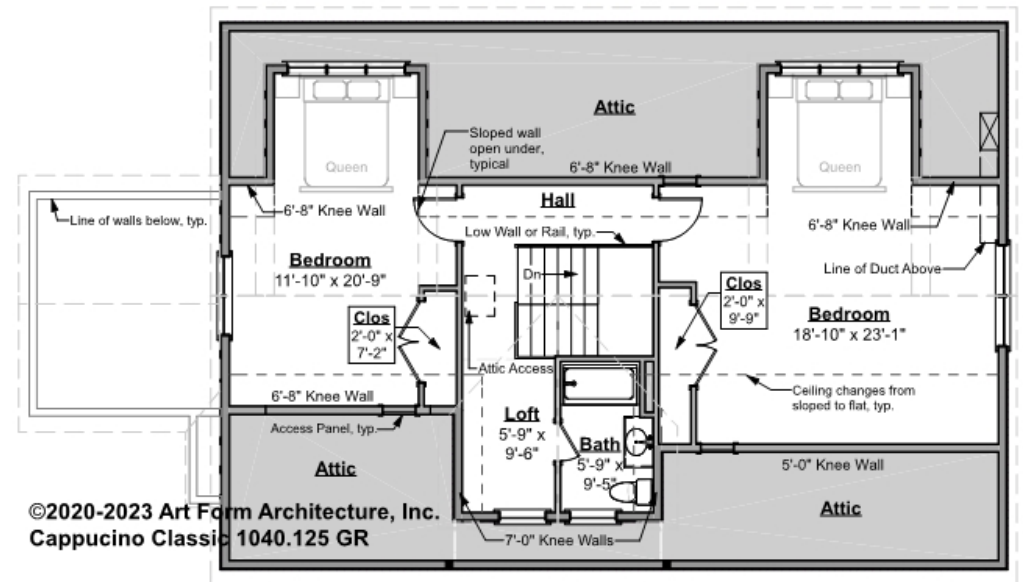 Attic
Sloped wall
open under,
typical
Queen
Queen
6'-8" Knee Wall
Line of walls below, typ.
6'-8" Knee Wall
Hall
6'-8" Knee Wall
Low Wall or Rail, typ.
Bedroom
11'-10" x 20'-9"
Dn
Line of Duct Above
Clos
2'-0" x
9'-9"
Bedroom
18'-10" x 23'-1"
Clos
2'-0" x
7'-2"
Attic Access
6'-8" Knee Wall
Ceiling changes from
sloped to flat, typ.
Access Panel, typ.
Loft
5'-9" x
9'-6"
Bath
5'-9" x
9'-5"
5'-0" Knee Wall
Attic
Attic
7'-0" Knee Walls
©2020-2023 Art Form Architecture, Inc.
Cappucino Classic 1040.125 GR